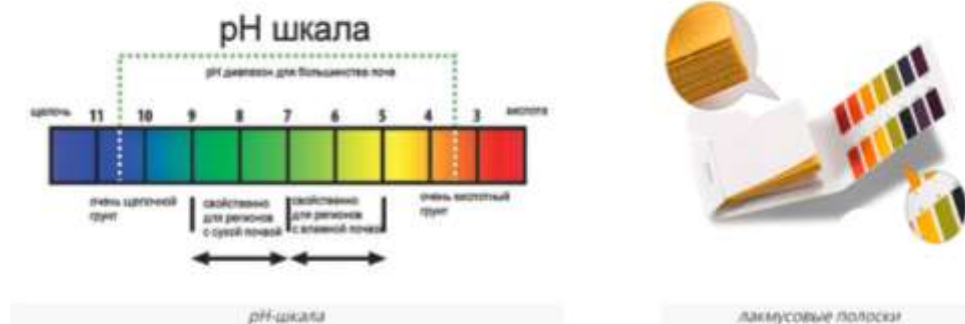 pH шкала
pH диапазон для большинства почв
щелочь 11 10 9 8 7 6 5 4 3 кислота
очень щелочной
грунт
свойственно
для регионов
с сухой почвой
свойственно
для регионов
с влажной почвой
очень кислотный
грунт
pH-шкала
лакмусовые полоски